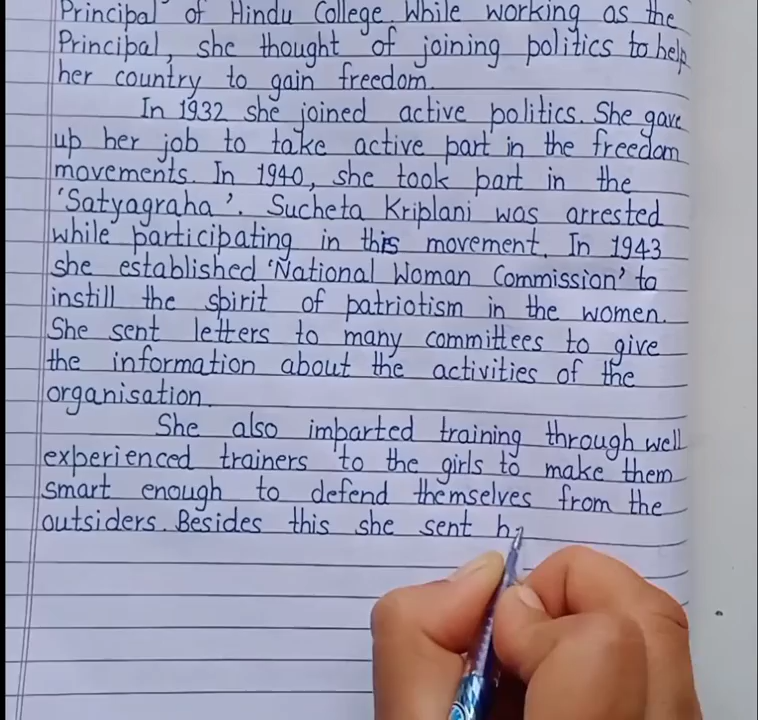 Principal of Hindu College. While working as the
Principal, she thought of joining politics to help
her country to gain freedom.
In 1932 she joined active politics. She gave
up her job to take active part in the freedom
movements. In 1940, she took part in the
'Satyagraha'. Sucheta Kriplani was arrested
while participating in this movement. In 1943
she established 'National Woman Commission' to
instill the spirit of patriotism in the women.
She sent letters to many committees to give
the information about the activities of the
organisation.
She also imparted training through well
experienced trainers to the girls to make them
smart enough to defend themselves from the
outsiders. Besides this she sent